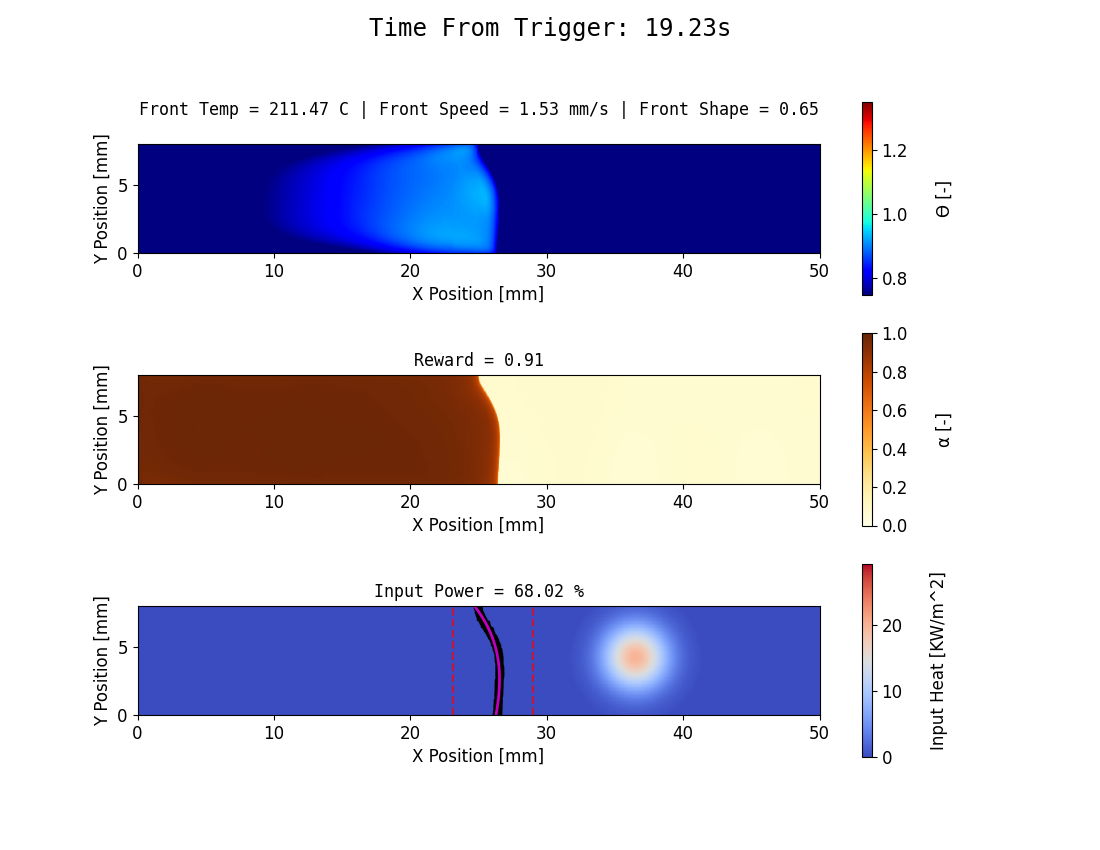 Time From Trigger: 19.23s
Front Temp = 211.47 C | Front Speed = 1.53 mm/s | Front Shape = 0.65
Y Position [mm]
5
0
0 10 20 30 40 50
X Position [mm]
1.2
1.0
0.8
Θ [-]
Reward = 0.91
Y Position [mm]
5
0
0 10 20 30 40 50
X Position [mm]
1.0
0.8
0.6
0.4
0.2
0.0
α [-]
Input Power = 68.02 %
Y Position [mm]
5
0
0 10 20 30 40 50
X Position [mm]
20
10
0
Input Heat [KW/m^2]